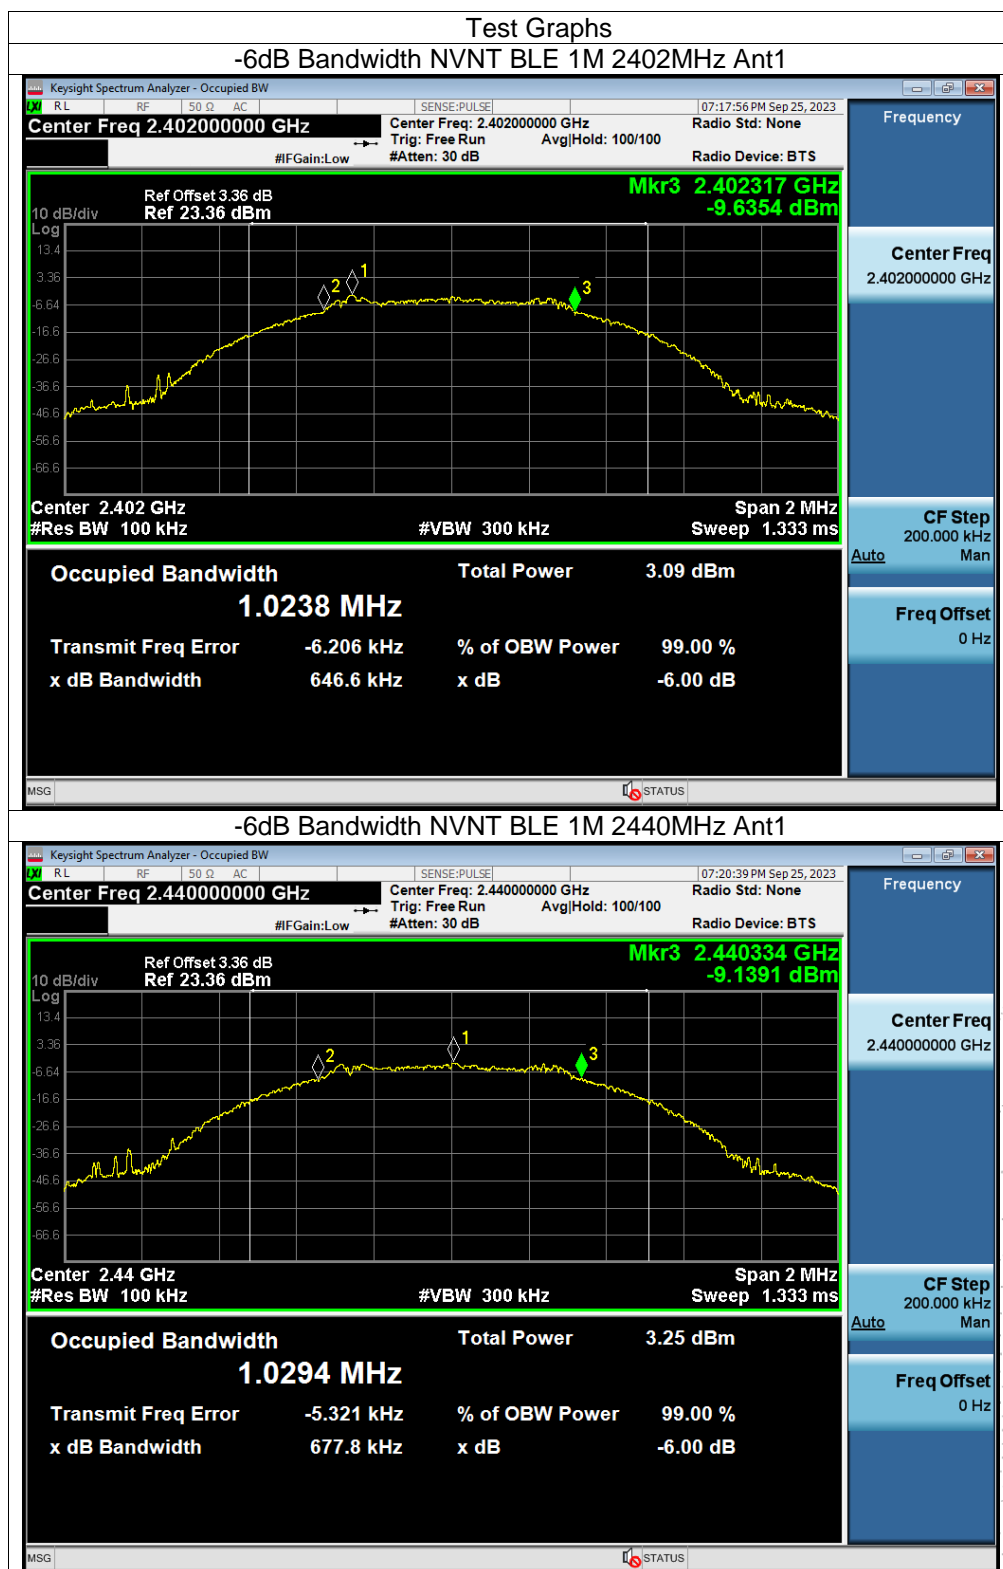 Test Graphs
-6dB Bandwidth NVNT BLE 1M 2402MHz Ant1
Keysight Spectrum Analyzer - Occupied BW
LXI RL RF 50 Ω AC SENSE:PULSE 07:17:56 PM Sep 25, 2023
Center Freq 2.402000000 GHz
Center Freq: 2.402000000 GHz Radio Std: None
Trig: Free Run Avg|Hold: 100/100
#IFGain:Low #Atten: 30 dB Radio Device: BTS
Frequency
Mkr3 2.402317 GHz
-9.6354 dBm
Ref Offset 3.36 dB
10 dB/div Ref 23.36 dBm
Log
13.4
3.36
-6.64
-16.6
-26.6
-36.6
-46.6
-56.6
-66.6
1
2
3
Center 2.402 GHz Span 2 MHz
#Res BW 100 kHz #VBW 300 kHz Sweep 1.333 ms
Center Freq
2.402000000 GHz
CF Step
200.000 kHz
Auto Man
Freq Offset
0 Hz
Occupied Bandwidth Total Power 3.09 dBm
1.0238 MHz
Transmit Freq Error -6.206 kHz % of OBW Power 99.00 %
x dB Bandwidth 646.6 kHz x dB -6.00 dB
MSG STATUS
-6dB Bandwidth NVNT BLE 1M 2440MHz Ant1
Keysight Spectrum Analyzer - Occupied BW
LXI RL RF 50 Ω AC SENSE:PULSE 07:20:39 PM Sep 25, 2023
Center Freq 2.440000000 GHz
Center Freq: 2.440000000 GHz Radio Std: None
Trig: Free Run Avg|Hold: 100/100
#IFGain:Low #Atten: 30 dB Radio Device: BTS
Frequency
Mkr3 2.440334 GHz
-9.1391 dBm
Ref Offset 3.36 dB
10 dB/div Ref 23.36 dBm
Log
13.4
3.36
-6.64
-16.6
-26.6
-36.6
-46.6
-56.6
-66.6
1
2
3
Center 2.44 GHz Span 2 MHz
#Res BW 100 kHz #VBW 300 kHz Sweep 1.333 ms
Center Freq
2.440000000 GHz
CF Step
200.000 kHz
Auto Man
Freq Offset
0 Hz
Occupied Bandwidth Total Power 3.25 dBm
1.0294 MHz
Transmit Freq Error -5.321 kHz % of OBW Power 99.00 %
x dB Bandwidth 677.8 kHz x dB -6.00 dB
MSG STATUS